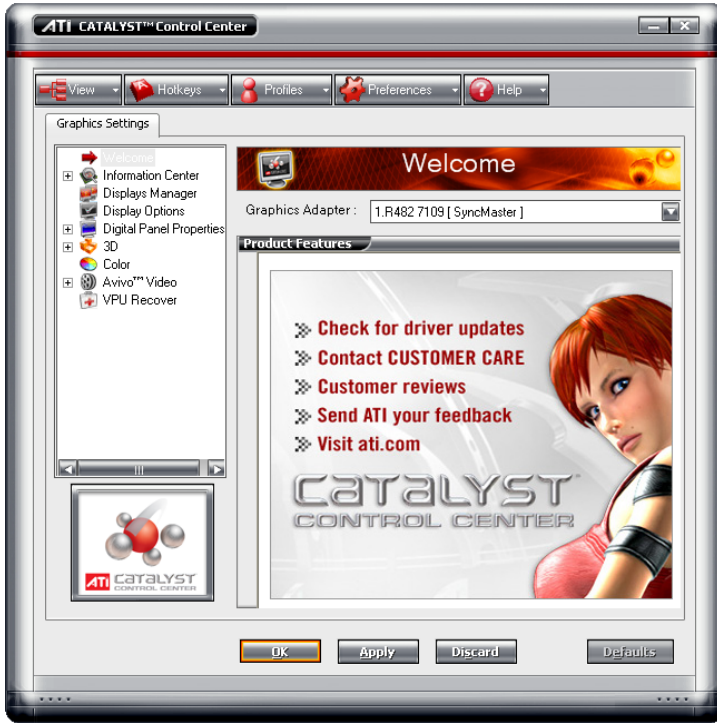 ATI CATALYST™ Control Center
View Hotkeys Profiles Preferences Help
Graphics Settings
Welcome
Information Center
Displays Manager
Display Options
Digital Panel Properties
3D
Color
Avivo™ Video
VPU Recover
Welcome
Graphics Adapter : 1.R482 7109 [ SyncMaster ]
Product Features
Check for driver updates
Contact CUSTOMER CARE
Customer reviews
Send ATI your feedback
Visit ati.com
CATALYST™
CONTROL CENTER
ATI CATALYST
CONTROL CENTER
OK Apply Discard Defaults